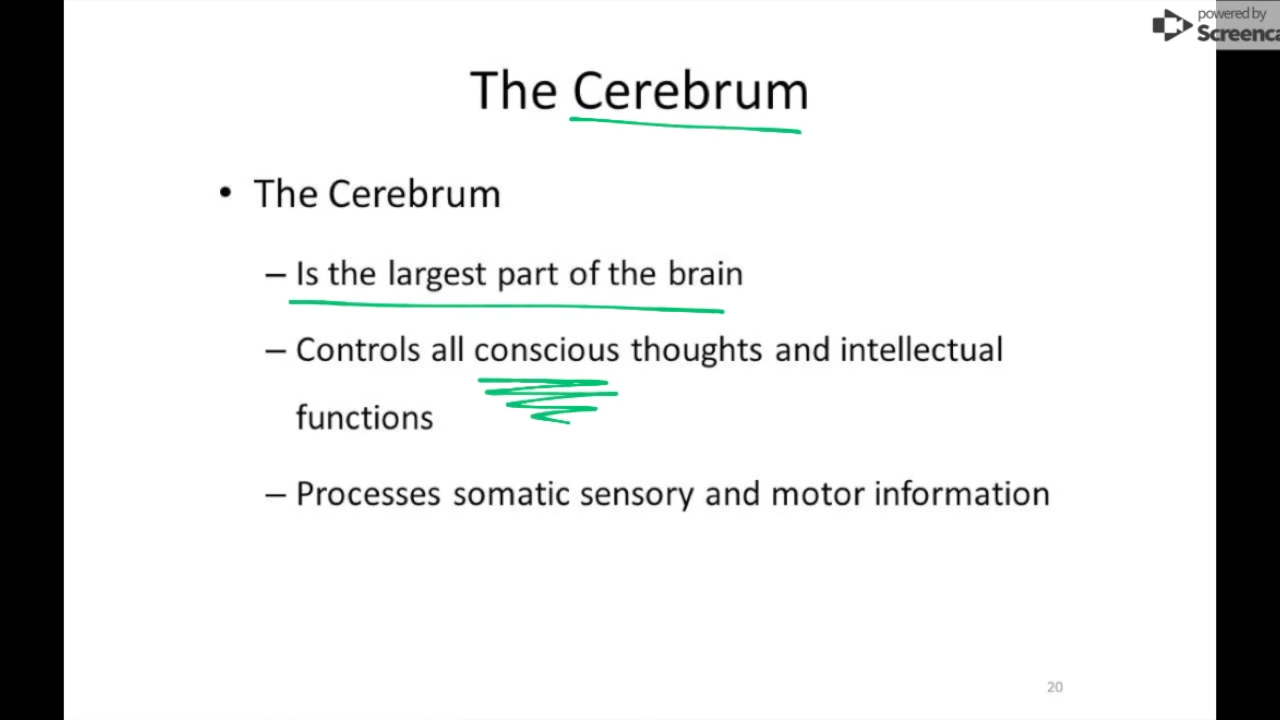 powered by
The Cerebrum
• The Cerebrum
– Is the largest part of the brain
– Controls all conscious thoughts and intellectual
functions
– Processes somatic sensory and motor information
20